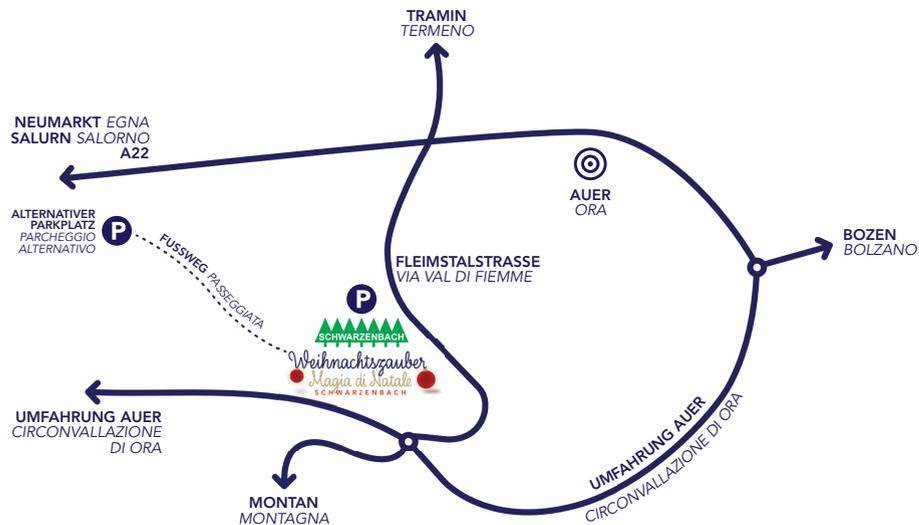 TRAMIN
TERMENO
NEUMARKT EGNA
SALURN SALORNO
A22
AUER
ORA
ALTERNATIVER
PARKPLATZ
PARCHEGGIO
ALTERNATIVO
P
FUSSWEG PASSEGGIATA
BOZEN
BOLZANO
FLEIMSTALSTRASSE
VIA VAL DI FIEMME
P
SCHWARZENBACH
Weihnachtszauber
Magia di Natale
SCHWARZENBACH
UMFAHRUNG AUER
CIRCONVALLAZIONE
DI ORA
UMFAHRUNG AUER
CIRCONVALLAZIONE DI ORA
MONTAN
MONTAGNA